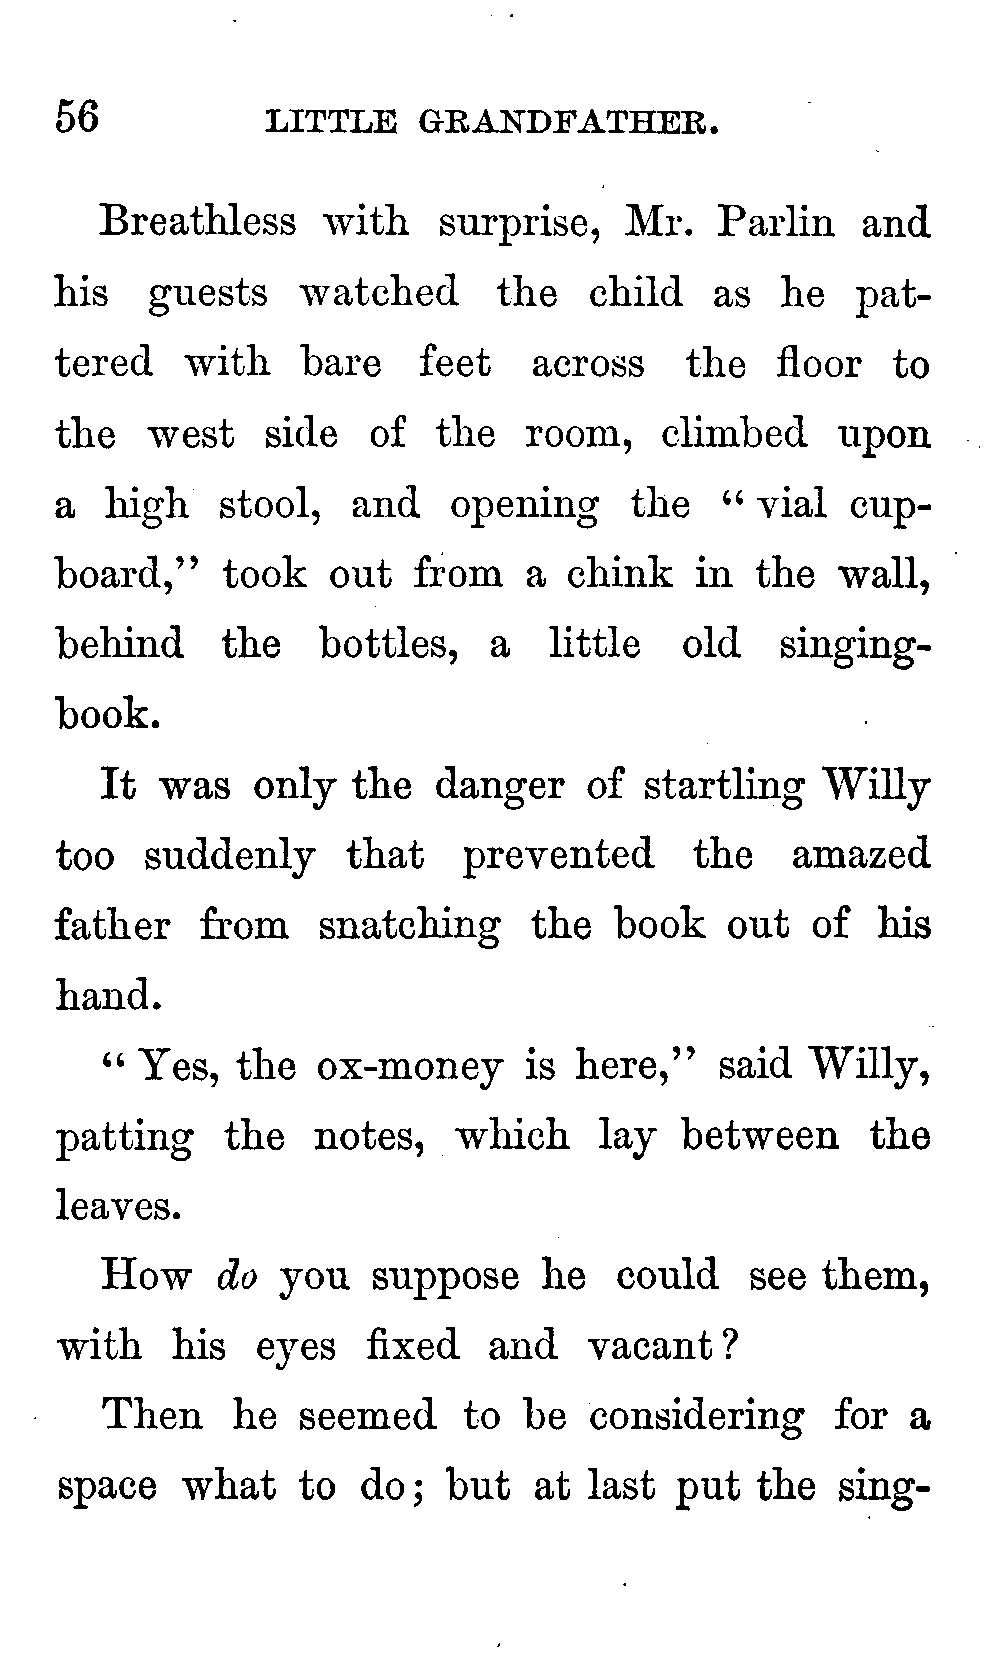 56 LITTLE GRANDFATHER.
Breathless with surprise, Mr. Parlin and
his guests watched the child as he pat-
tered with bare feet across the floor to
the west side of the room, climbed upon
a high stool, and opening the “ vial cup-
board,” took out from a chink in the wall,
behind the bottles, a little old singing-
book.
It was only the danger of startling Willy
too suddenly that prevented the amazed
father from snatching the book out of his
hand.
“ Yes, the ox-money is here,” said Willy,
patting the notes, which lay between the
leaves.
How do you suppose he could see them,
with his eyes fixed and vacant ?
Then he seemed to be considering for a
space what to do ; but at last put the sing-